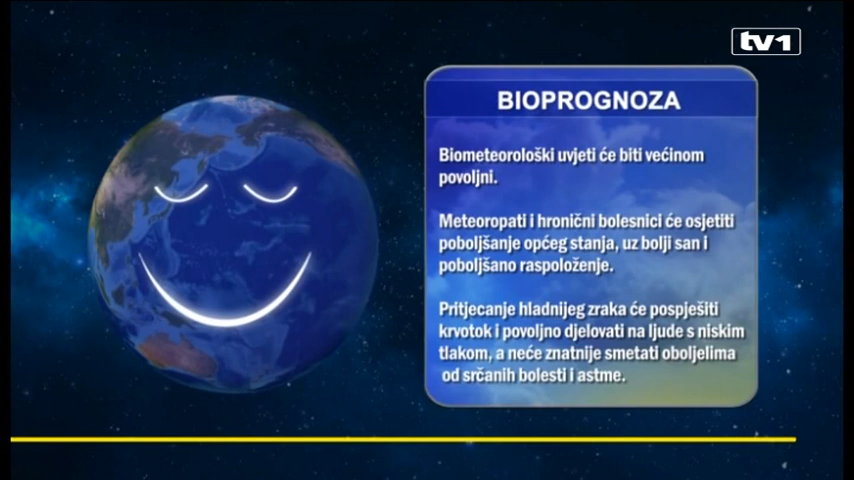 tv1
BIOPROGNOZA
Biometeorološki uvjeti će biti većinom
povoljni.
Meteoropati i hronični bolesnici će osjetiti
poboljšanje općeg stanja, uz bolji san i
poboljšano raspoloženje.
Pritjecanje hladnijeg zraka će pospješiti
krvotok i povoljno djelovati na ljude s niskim
tlakom, a neće znatnije smetati oboljelima
od srčanih bolesti i astme.